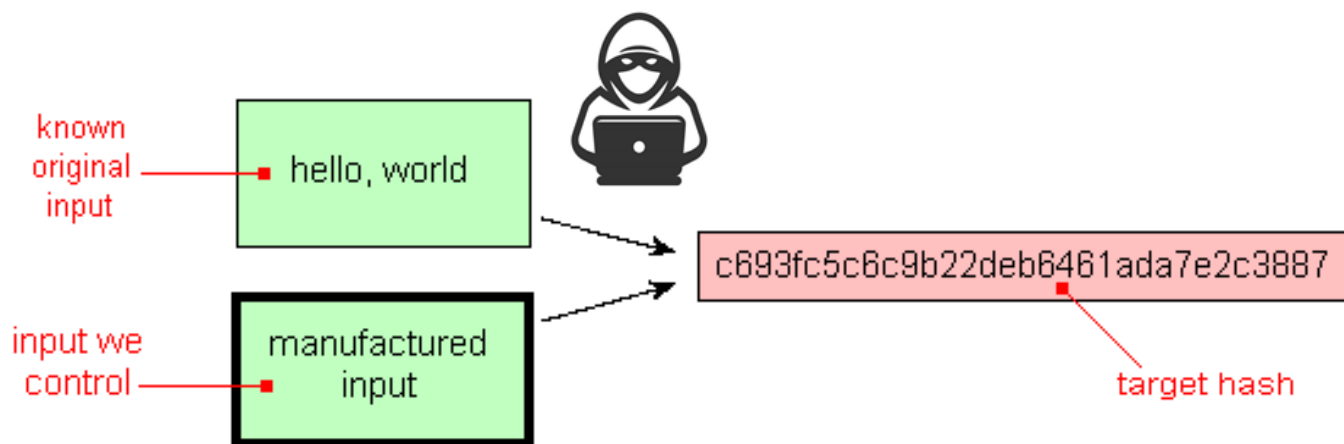 known
original
input
hello, world
c693fc5c6c9b22deb6461ada7e2c3887
input we
control
manufactured
input
target hash